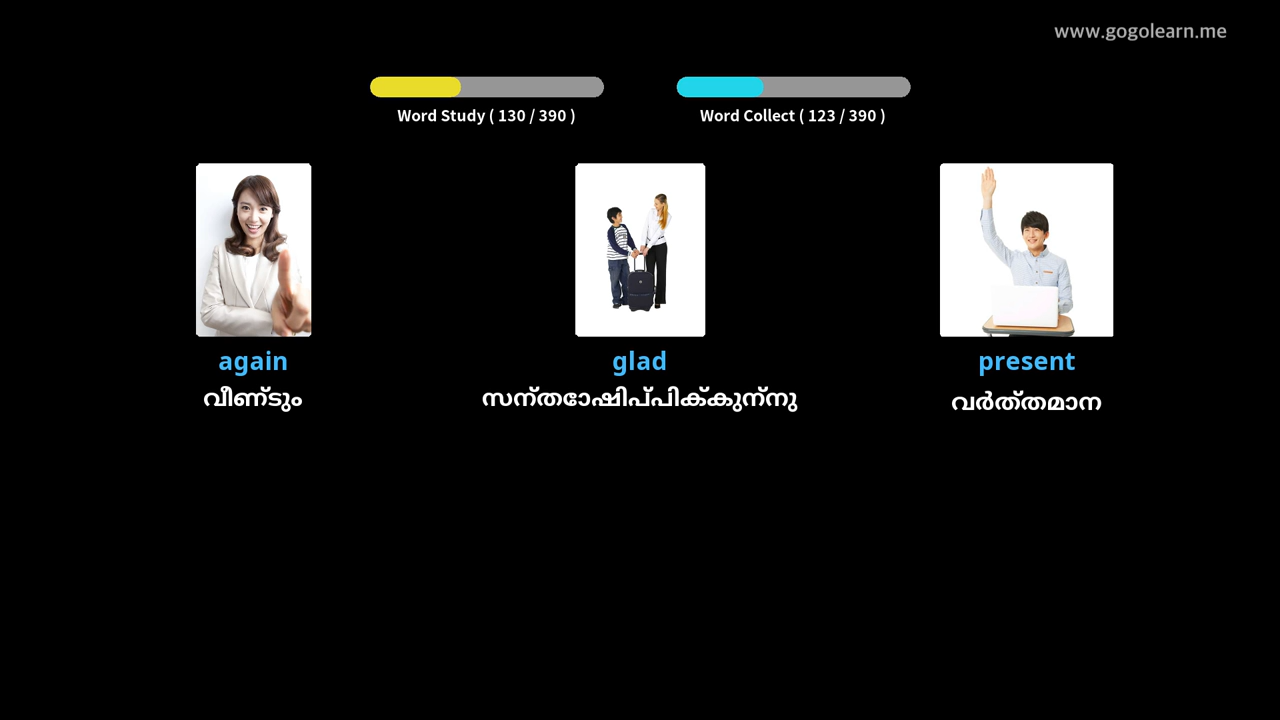 www.gogolearn.me
Word Study ( 130 / 390 )
Word Collect ( 123 / 390 )
again
glad
present
വീണ്ടും
സന്തോഷിപ്പിക്കുന്നു
വർത്തമാന